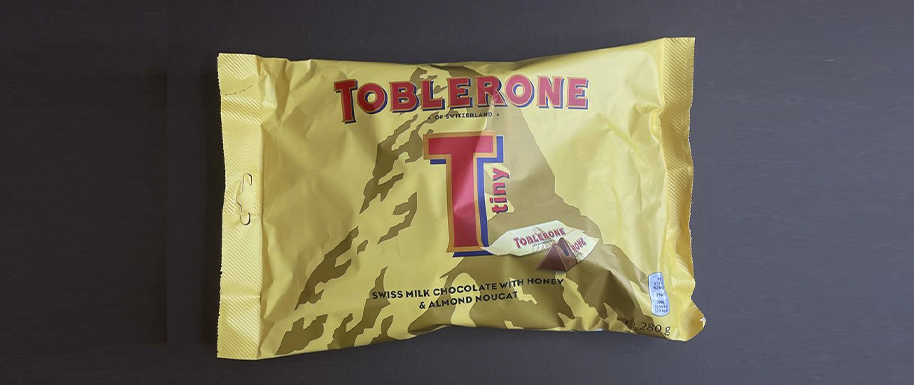 TOBLERONE
OF SWITZERLAND
T
tiny
TOBLERONE
SWISS MILK CHOCOLATE WITH HONEY
& ALMOND NOUGAT
280 g